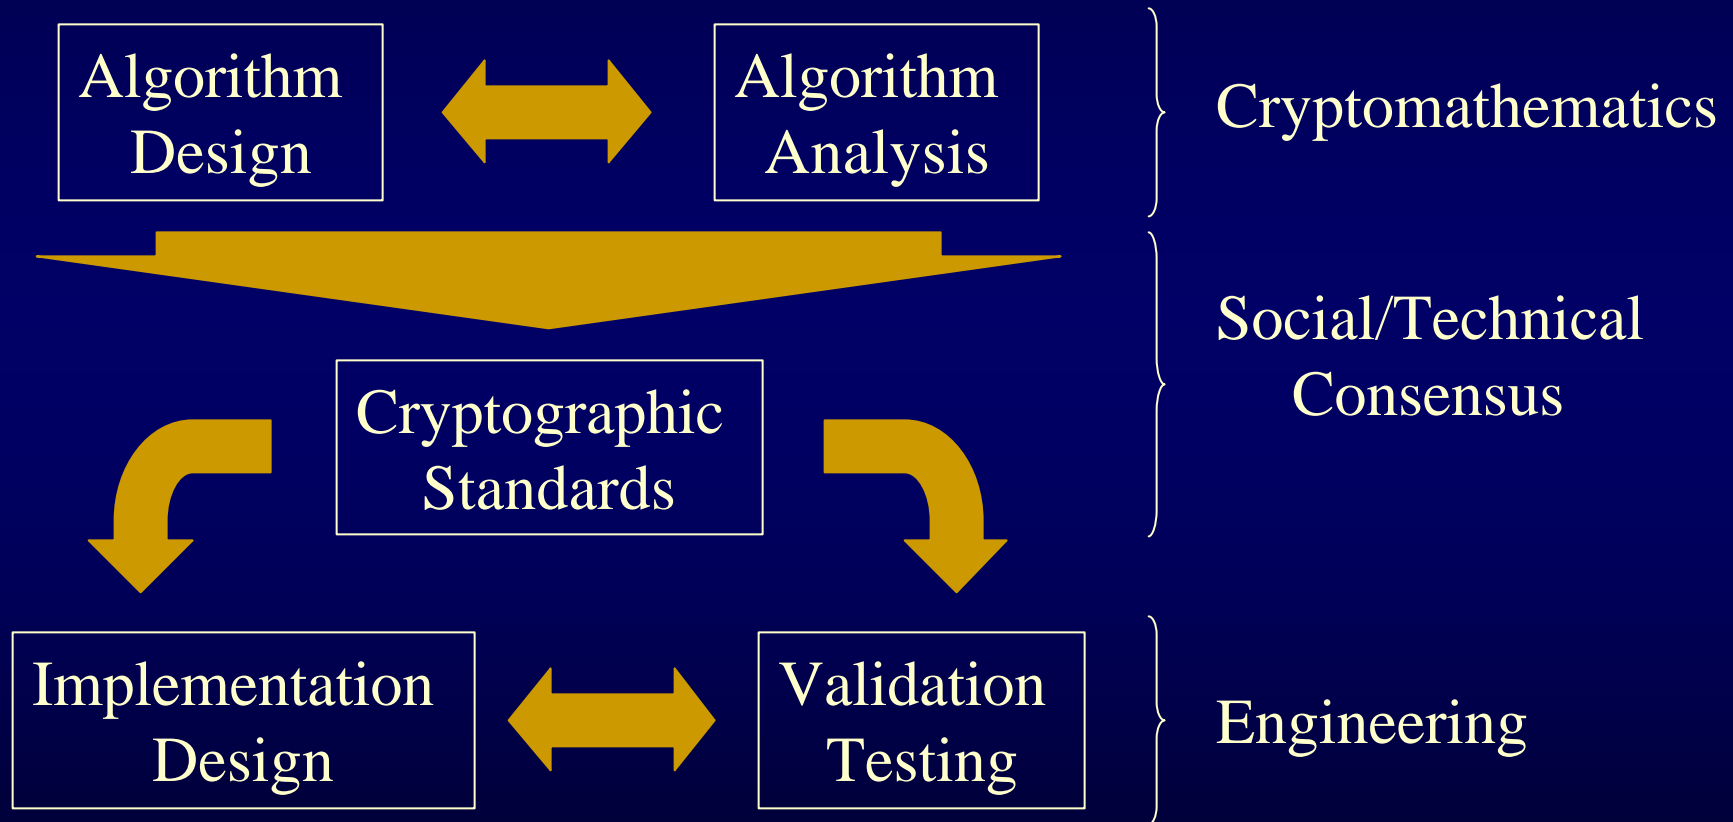 Algorithm
Design
Algorithm
Analysis
Cryptomathematics
Social/Technical
Consensus
Cryptographic
Standards
Implementation
Design
Validation
Testing
Engineering